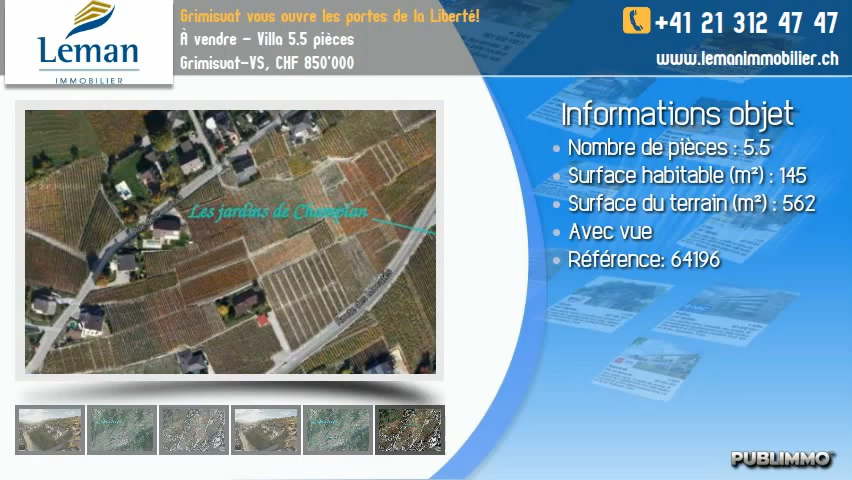 Leman
IMMOBILIER
Grimisuat vous ouvre les portes de la Liberté!
À vendre - Villa 5.5 pièces
Grimisuat-VS, CHF 850'000
+41 21 312 47 47
www.lemanimmobilier.ch
Les jardins de Champlan
Informations objet
• Nombre de pièces : 5.5
• Surface habitable (m²) : 145
• Surface du terrain (m²) : 562
• Avec vue
• Référence: 64196
PUBLIMMO